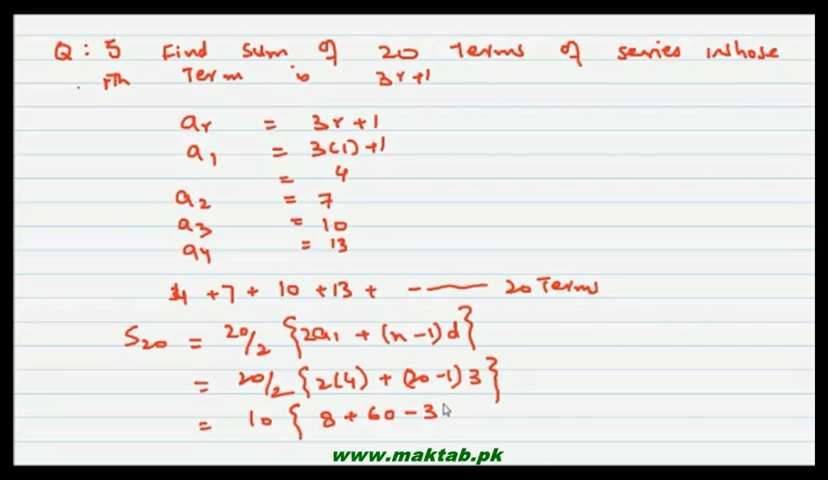 Q : 5 Find sum of 20 Terms of series whose
rth Term is 3r+1
ar = 3r+1
a1 = 3(1)+1
= 4
a2 = 7
a3 = 10
a4 = 13
4 +7 + 10 +13 + ------ 20 Terms
S20 = 20/2 {2a1 + (n-1)d}
= 20/2 {2(4) + (20-1)3}
= 10 { 8 + 60 - 3
www.maktab.pk